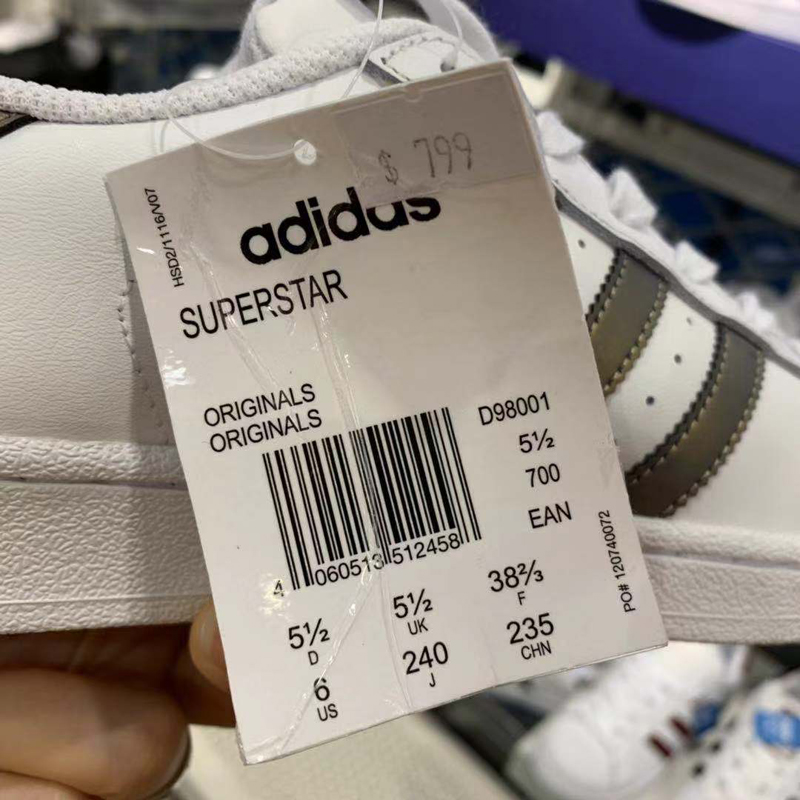 $ 799
HSD2/1116/V07
adidas
SUPERSTAR
ORIGINALS
ORIGINALS
D98001
5½
700
EAN
4 060513 512458
PO# 120740072
5½ 5½ 38⅔
D UK F
6 240 235
US J CHN